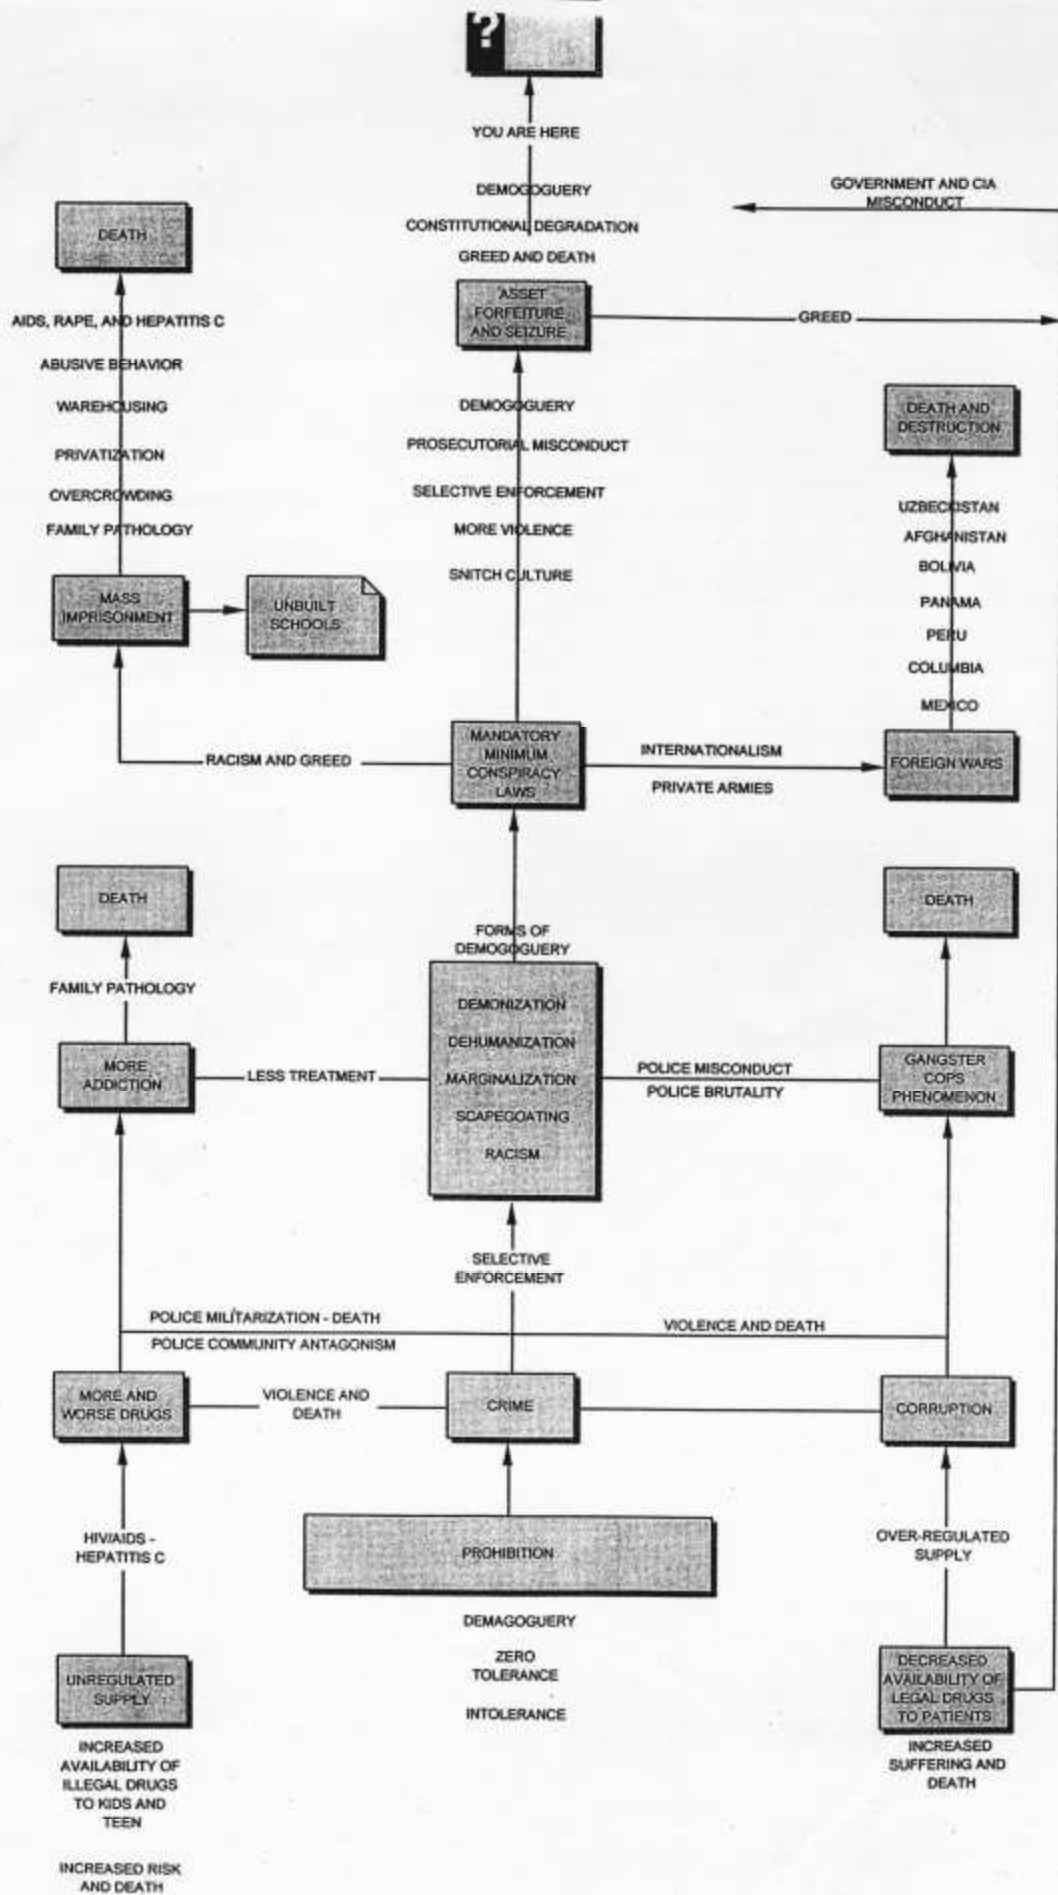 ?
YOU ARE HERE
DEMOGOGUERY
CONSTITUTIONAL DEGRADATION
GREED AND DEATH
GOVERNMENT AND CIA
MISCONDUCT
DEATH
ASSET
FORFEITURE
AND SEIZURE
GREED
AIDS, RAPE, AND HEPATITIS C
ABUSIVE BEHAVIOR
WAREHOUSING
PRIVATIZATION
OVERCROWDING
FAMILY PATHOLOGY
DEMOGOGUERY
PROSECUTORIAL MISCONDUCT
SELECTIVE ENFORCEMENT
MORE VIOLENCE
SNITCH CULTURE
DEATH AND
DESTRUCTION
UZBECKISTAN
AFGHANISTAN
BOLIVIA
PANAMA
PERU
COLUMBIA
MEXICO
MASS
IMPRISONMENT
UNBUILT
SCHOOLS
RACISM AND GREED
MANDATORY
MINIMUM
CONSPIRACY
LAWS
INTERNATIONALISM
PRIVATE ARMIES
FOREIGN WARS
DEATH
FAMILY PATHOLOGY
MORE
ADDICTION
LESS TREATMENT
FORMS OF
DEMOGOGUERY
DEMONIZATION
DEHUMANIZATION
MARGINALIZATION
SCAPEGOATING
RACISM
DEATH
POLICE MISCONDUCT
POLICE BRUTALITY
GANGSTER
COPS
PHENOMENON
SELECTIVE
ENFORCEMENT
POLICE MILITARIZATION - DEATH
POLICE COMMUNITY ANTAGONISM
VIOLENCE AND DEATH
MORE AND
WORSE DRUGS
VIOLENCE AND
DEATH
CRIME
CORRUPTION
HIV/AIDS -
HEPATITIS C
PROHIBITION
OVER-REGULATED
SUPPLY
DEMAGOGUERY
ZERO
TOLERANCE
INTOLERANCE
UNREGULATED
SUPPLY
DECREASED
AVAILABILITY OF
LEGAL DRUGS
TO PATIENTS
INCREASED
AVAILABILITY OF
ILLEGAL DRUGS
TO KIDS AND
TEEN
INCREASED
SUFFERING AND
DEATH
INCREASED RISK
AND DEATH